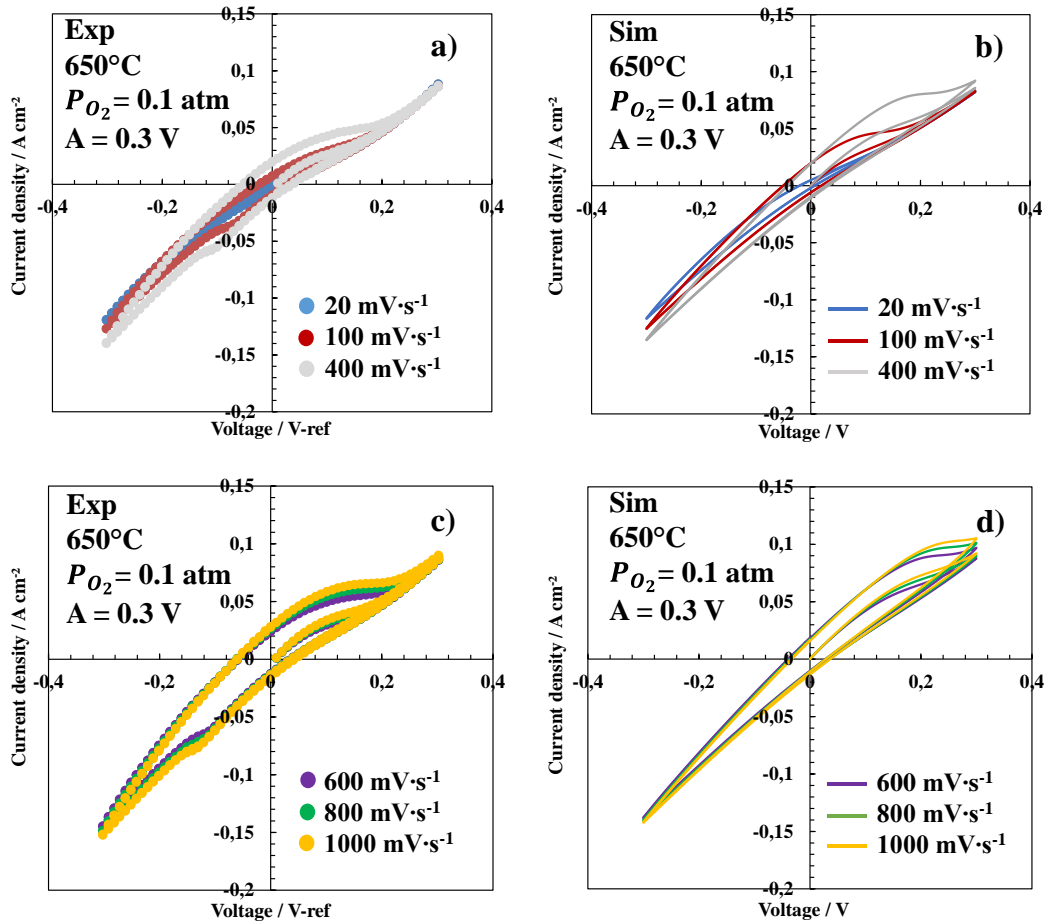 Exp
650°C
P_{O_2} = 0.1 atm
A = 0.3 V
a)
0,15
0,1
0,05
0
-0,05
-0,1
-0,15
-0,2
-0,4
-0,2
0
0,2
0,4
Current density / A cm⁻²
Voltage / V-ref
20 mV·s⁻¹
100 mV·s⁻¹
400 mV·s⁻¹
Sim
650°C
P_{O_2} = 0.1 atm
A = 0.3 V
b)
0,15
0,1
0,05
0
-0,05
-0,1
-0,15
-0,2
-0,4
-0,2
0
0,2
0,4
Current density / A cm⁻²
Voltage / V
20 mV·s⁻¹
100 mV·s⁻¹
400 mV·s⁻¹
Exp
650°C
P_{O_2} = 0.1 atm
A = 0.3 V
c)
0,15
0,1
0,05
0
-0,05
-0,1
-0,15
-0,2
-0,4
-0,2
0
0,2
0,4
Current density / A cm⁻²
Voltage / V-ref
600 mV·s⁻¹
800 mV·s⁻¹
1000 mV·s⁻¹
Sim
650°C
P_{O_2} = 0.1 atm
A = 0.3 V
d)
0,15
0,1
0,05
0
-0,05
-0,1
-0,15
-0,2
-0,4
-0,2
0
0,2
0,4
Current density / A cm⁻²
Voltage / V
600 mV·s⁻¹
800 mV·s⁻¹
1000 mV·s⁻¹